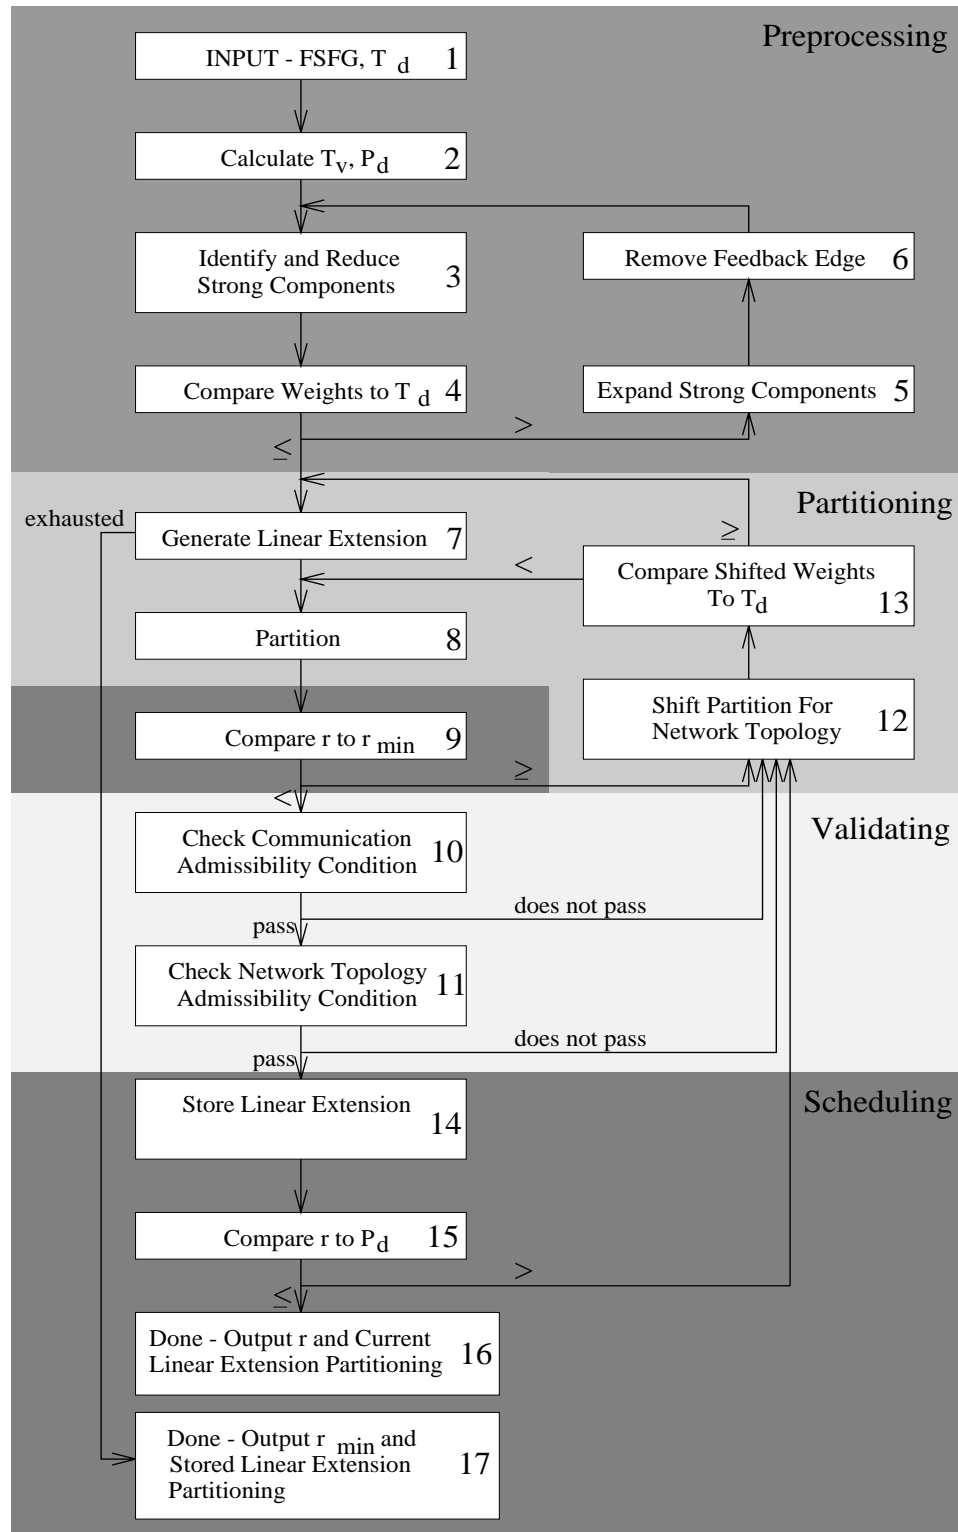 Preprocessing
INPUT - FSFG, T d 1
Calculate Tv, Pd 2
Identify and Reduce
Strong Components 3
Remove Feedback Edge 6
Compare Weights to T d 4
Expand Strong Components 5
>
≤
Partitioning
exhausted
Generate Linear Extension 7
≥
<
Compare Shifted Weights
To Td 13
Partition 8
Shift Partition For
Network Topology 12
Compare r to r min 9
≥
<
Validating
Check Communication
Admissibility Condition 10
does not pass
pass
Check Network Topology
Admissibility Condition 11
does not pass
pass
Scheduling
Store Linear Extension
14
Compare r to Pd 15
>
≤
Done - Output r and Current
Linear Extension Partitioning 16
Done - Output r min and
Stored Linear Extension
Partitioning 17